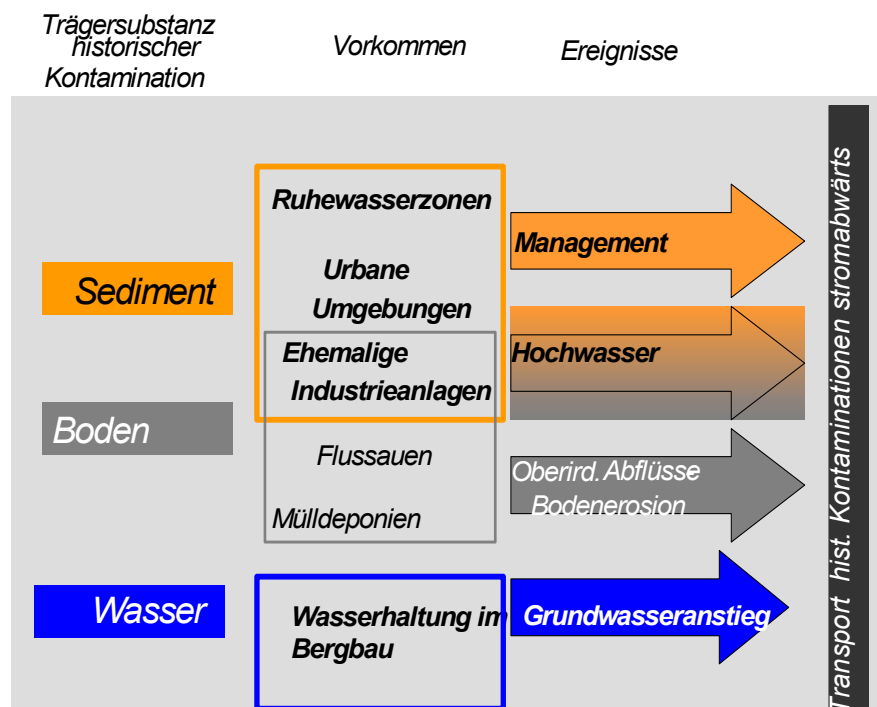 Trägersubstanz
historischer
Kontamination
Vorkommen
Ereignisse
Sediment
Boden
Wasser
Ruhewasserzonen
Urbane
Umgebungen
Ehemalige
Industrieanlagen
Flussauen
Mülldeponien
Wasserhaltung im
Bergbau
Management
Hochwasser
Oberird. Abflüsse
Bodenerosion
Grundwasseranstieg
Transport hist. Kontaminationen stromabwärts